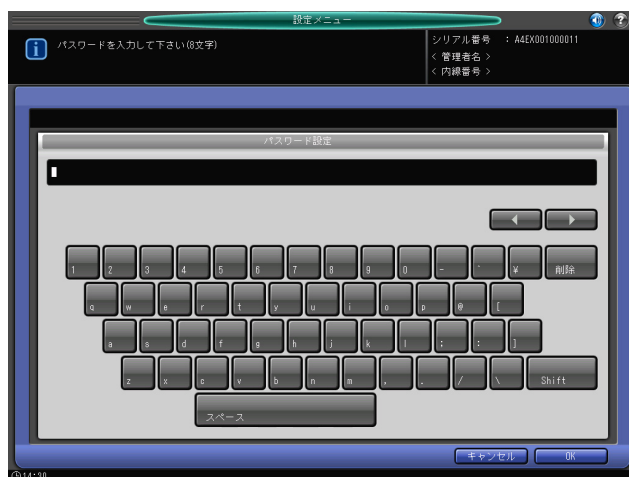 設定メニュー
パスワードを入力して下さい(8文字)
シリアル番号 : A4EX001000011
< 管理者名 >
< 内線番号 >
パスワード設定
1 2 3 4 5 6 7 8 9 0 - ^ ¥ 削除
q w e r t y u i o p @ [
a s d f g h j k l ; : ]
z x c v b n m , . / \ Shift
スペース
キャンセル OK